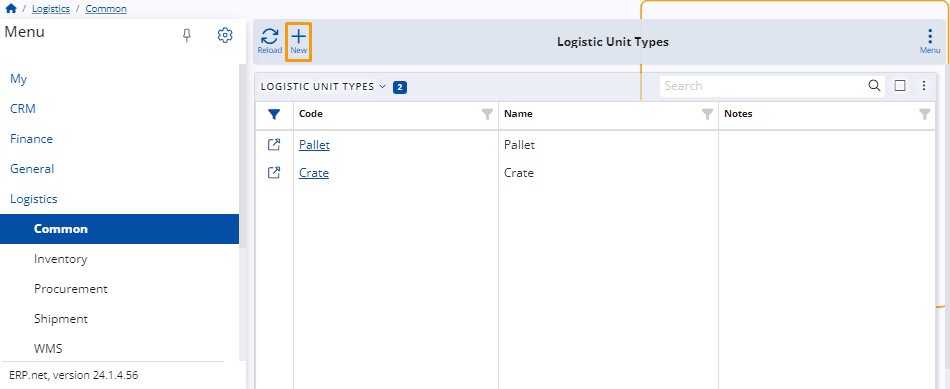 / Logistics / Common
Menu
My
CRM
Finance
General
Logistics
Common
Inventory
Procurement
Shipment
WMS
ERP.net, version 24.1.4.56
Reload
New
Logistic Unit Types
Menu
LOGISTIC UNIT TYPES 2
Search
Code Name Notes
Pallet Pallet
Crate Crate